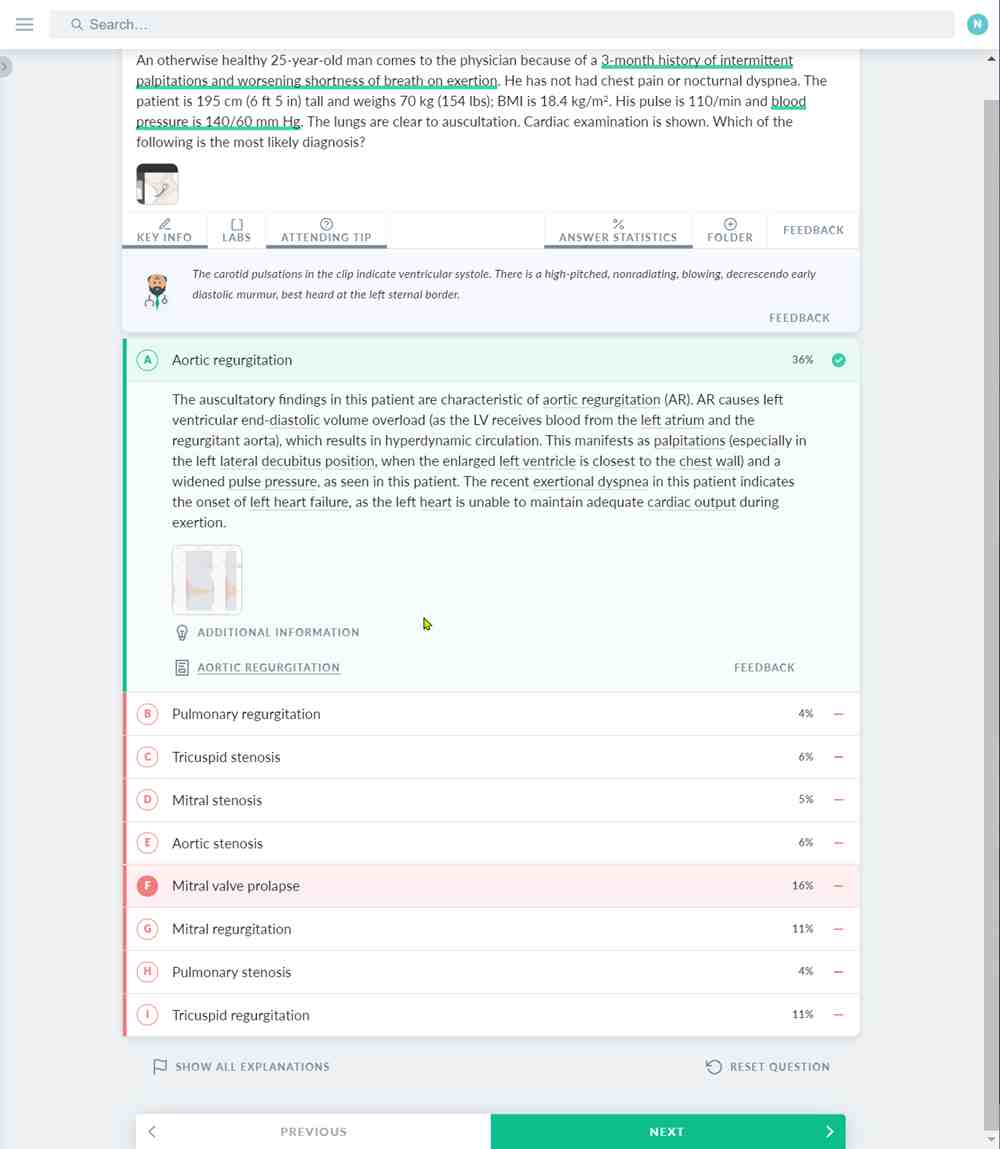 Search…
N
An otherwise healthy 25-year-old man comes to the physician because of a 3-month history of intermittent
palpitations and worsening shortness of breath on exertion. He has not had chest pain or nocturnal dyspnea. The
patient is 195 cm (6 ft 5 in) tall and weighs 70 kg (154 lbs); BMI is 18.4 kg/m². His pulse is 110/min and blood
pressure is 140/60 mm Hg. The lungs are clear to auscultation. Cardiac examination is shown. Which of the
following is the most likely diagnosis?
KEY INFO LABS ATTENDING TIP ANSWER STATISTICS FOLDER FEEDBACK
The carotid pulsations in the clip indicate ventricular systole. There is a high-pitched, nonradiating, blowing, decrescendo early
diastolic murmur, best heard at the left sternal border.
FEEDBACK
A Aortic regurgitation 36%
The auscultatory findings in this patient are characteristic of aortic regurgitation (AR). AR causes left
ventricular end-diastolic volume overload (as the LV receives blood from the left atrium and the
regurgitant aorta), which results in hyperdynamic circulation. This manifests as palpitations (especially in
the left lateral decubitus position, when the enlarged left ventricle is closest to the chest wall) and a
widened pulse pressure, as seen in this patient. The recent exertional dyspnea in this patient indicates
the onset of left heart failure, as the left heart is unable to maintain adequate cardiac output during
exertion.
ADDITIONAL INFORMATION
AORTIC REGURGITATION FEEDBACK
B Pulmonary regurgitation 4%
C Tricuspid stenosis 6%
D Mitral stenosis 5%
E Aortic stenosis 6%
F Mitral valve prolapse 16%
G Mitral regurgitation 11%
H Pulmonary stenosis 4%
I Tricuspid regurgitation 11%
SHOW ALL EXPLANATIONS RESET QUESTION
PREVIOUS NEXT